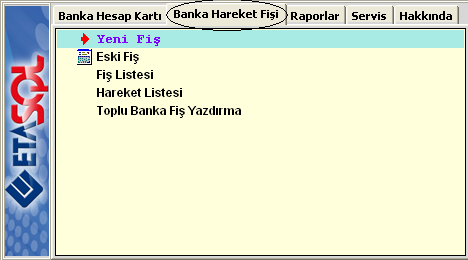 Banka Hesap Kartı Banka Hareket Fişi Raporlar Servis Hakkında
Yeni Fiş
Eski Fiş
Fiş Listesi
Hareket Listesi
Toplu Banka Fiş Yazdırma
ETA SQL